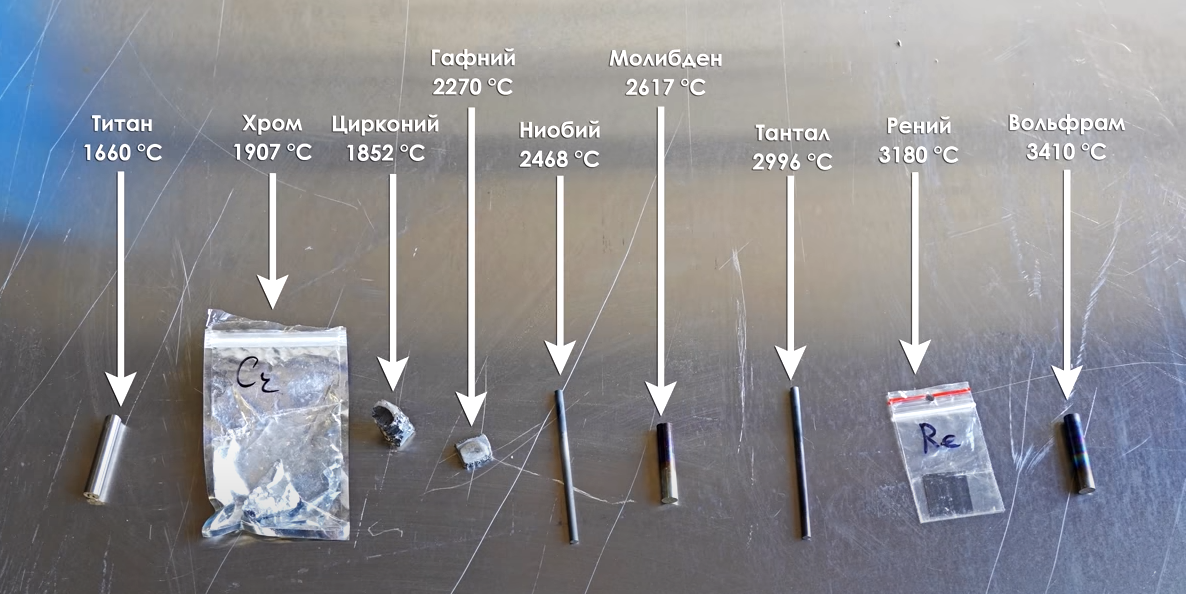 Титан
1660 °C
Хром
1907 °C
Цирконий
1852 °C
Гафний
2270 °C
Ниобий
2468 °C
Молибден
2617 °C
Тантал
2996 °C
Рений
3180 °C
Вольфрам
3410 °C
Cr
Re